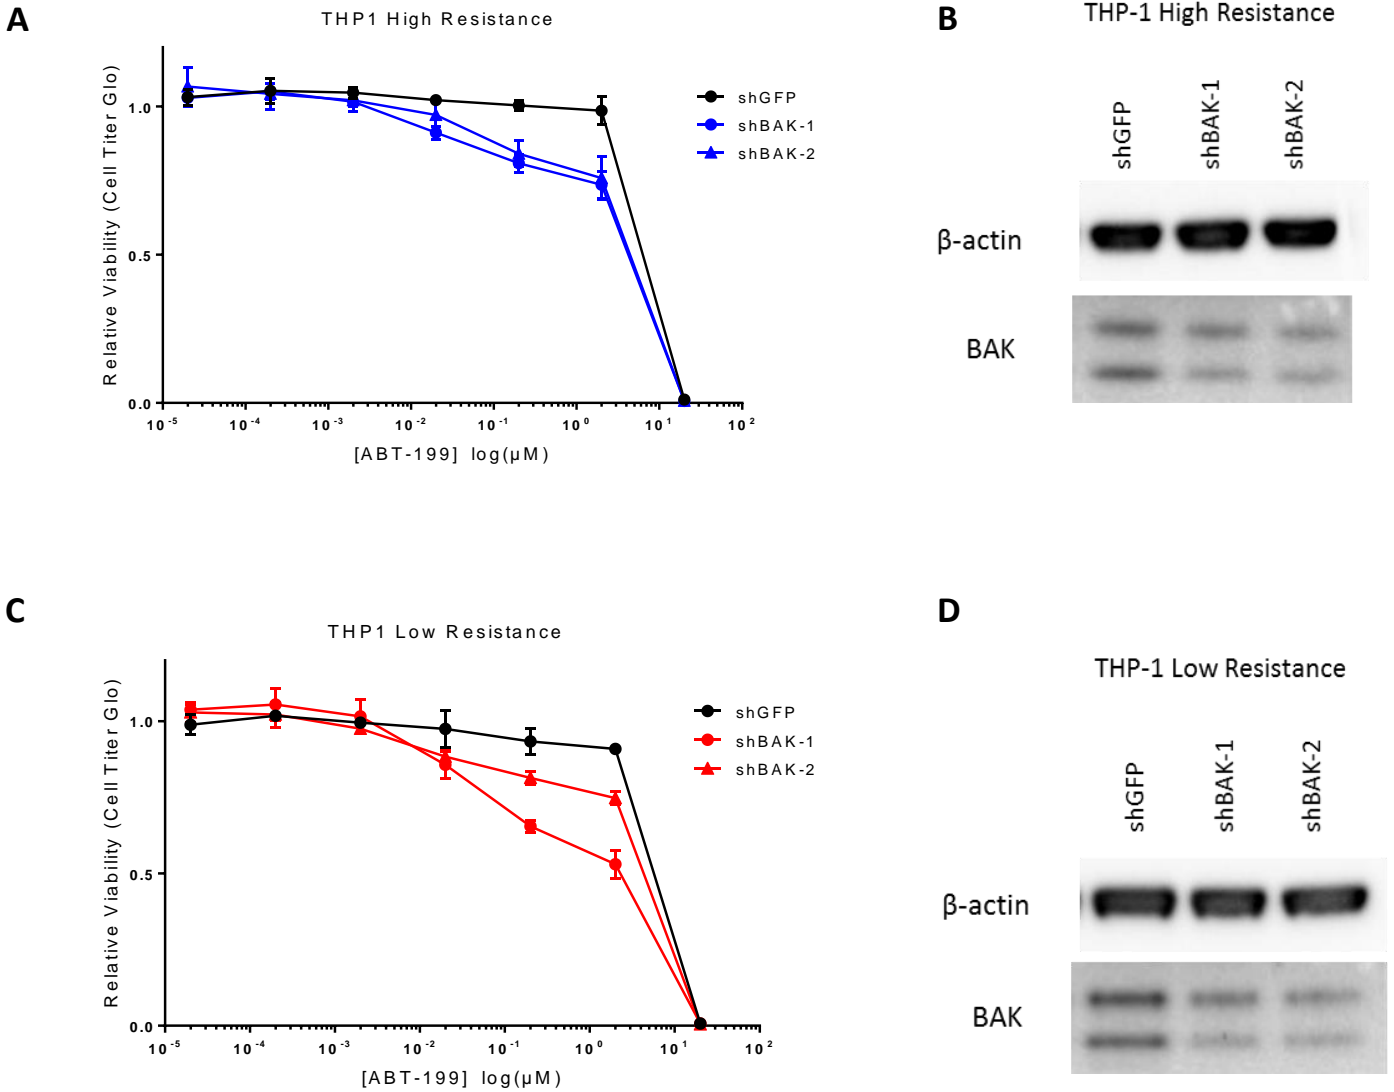 A
THP1 High Resistance
Relative Viability (Cell Titer Glo)
1.0
0.5
0.0
10-5 10-4 10-3 10-2 10-1 100 101 102
[ABT-199] log(μM)
shGFP
shBAK-1
shBAK-2
B
THP-1 High Resistance
shGFP
shBAK-1
shBAK-2
β-actin
BAK
C
THP1 Low Resistance
Relative Viability (Cell Titer Glo)
1.0
0.5
0.0
10-5 10-4 10-3 10-2 10-1 100 101 102
[ABT-199] log(μM)
shGFP
shBAK-1
shBAK-2
D
THP-1 Low Resistance
shGFP
shBAK-1
shBAK-2
β-actin
BAK